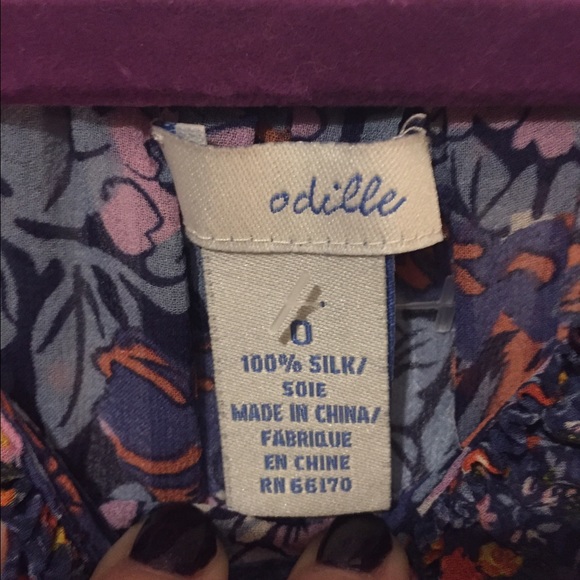 odille
0
100% SILK/
SOIE
MADE IN CHINA/
FABRIQUE
EN CHINE
RN 66170